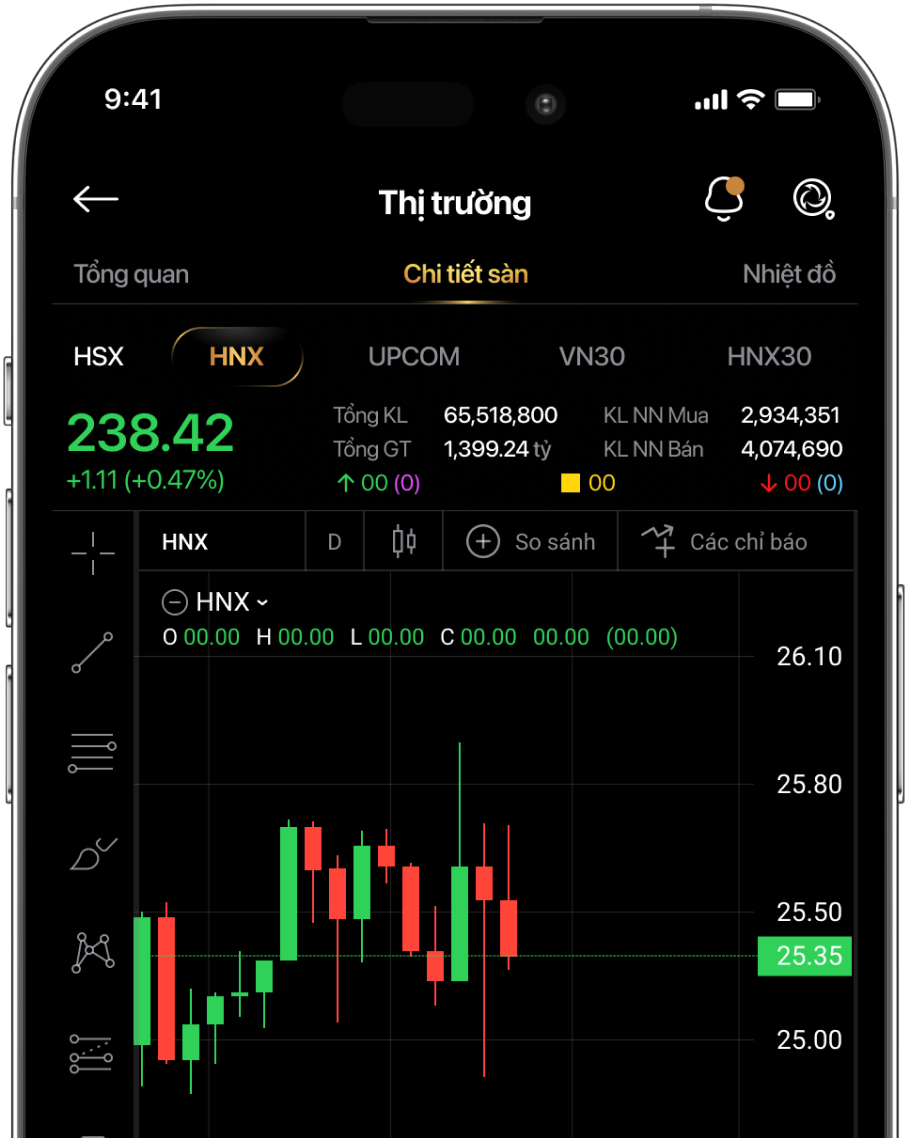 9:41
Thị trường
Tổng quan Chi tiết sàn Nhiệt đồ
HSX HNX UPCOM VN30 HNX30
238.42
+1.11 (+0.47%)
Tổng KL 65,518,800 KL NN Mua 2,934,351
Tổng GT 1,399.24 tỷ KL NN Bán 4,074,690
↑ 00 (0) 00 ↓ 00 (0)
HNX D So sánh Các chỉ báo
HNX
O 00.00 H 00.00 L 00.00 C 00.00 00.00 (00.00)
26.10
25.80
25.50
25.35
25.00